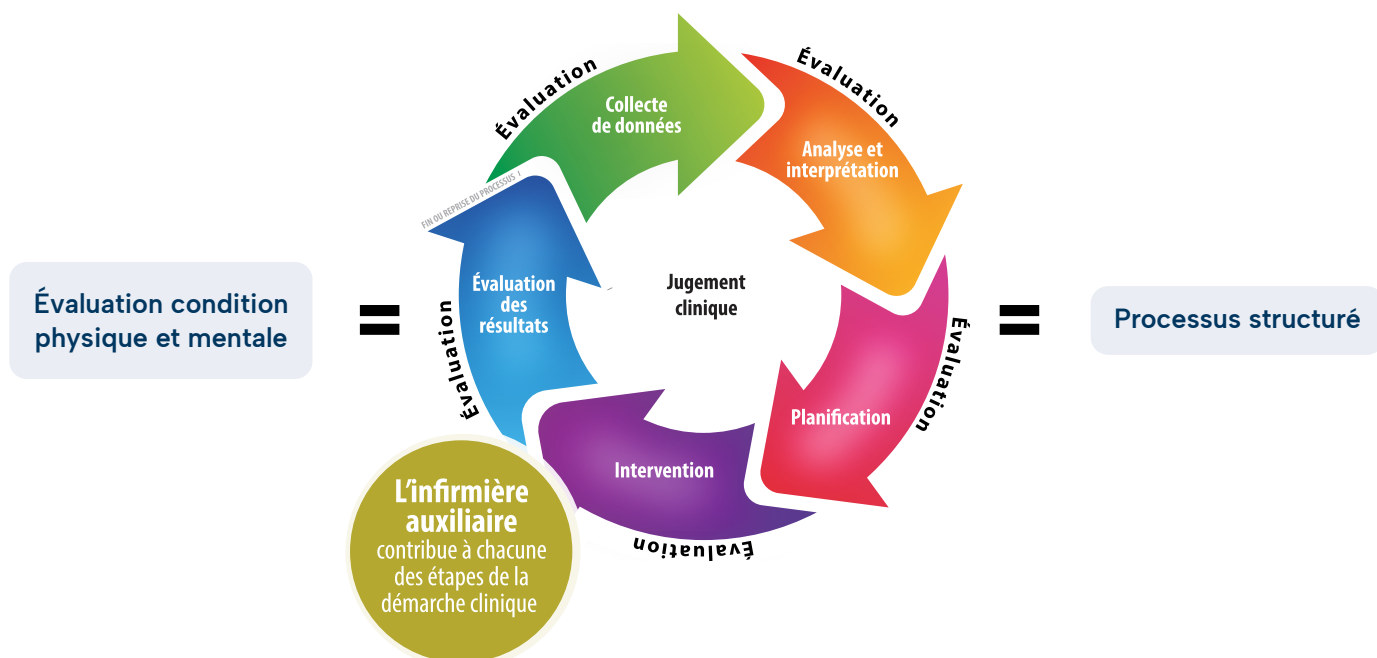 Évaluation condition
physique et mentale
=
Évaluation
Collecte
de données
Évaluation
Analyse et
interprétation
Évaluation
Planification
Évaluation
Intervention
Évaluation
Évaluation
des
résultats
FIN OU REPRISE DU PROCESSUS
Jugement
clinique
L'infirmière
auxiliaire
contribue à chacune
des étapes de la
démarche clinique
=
Processus structuré